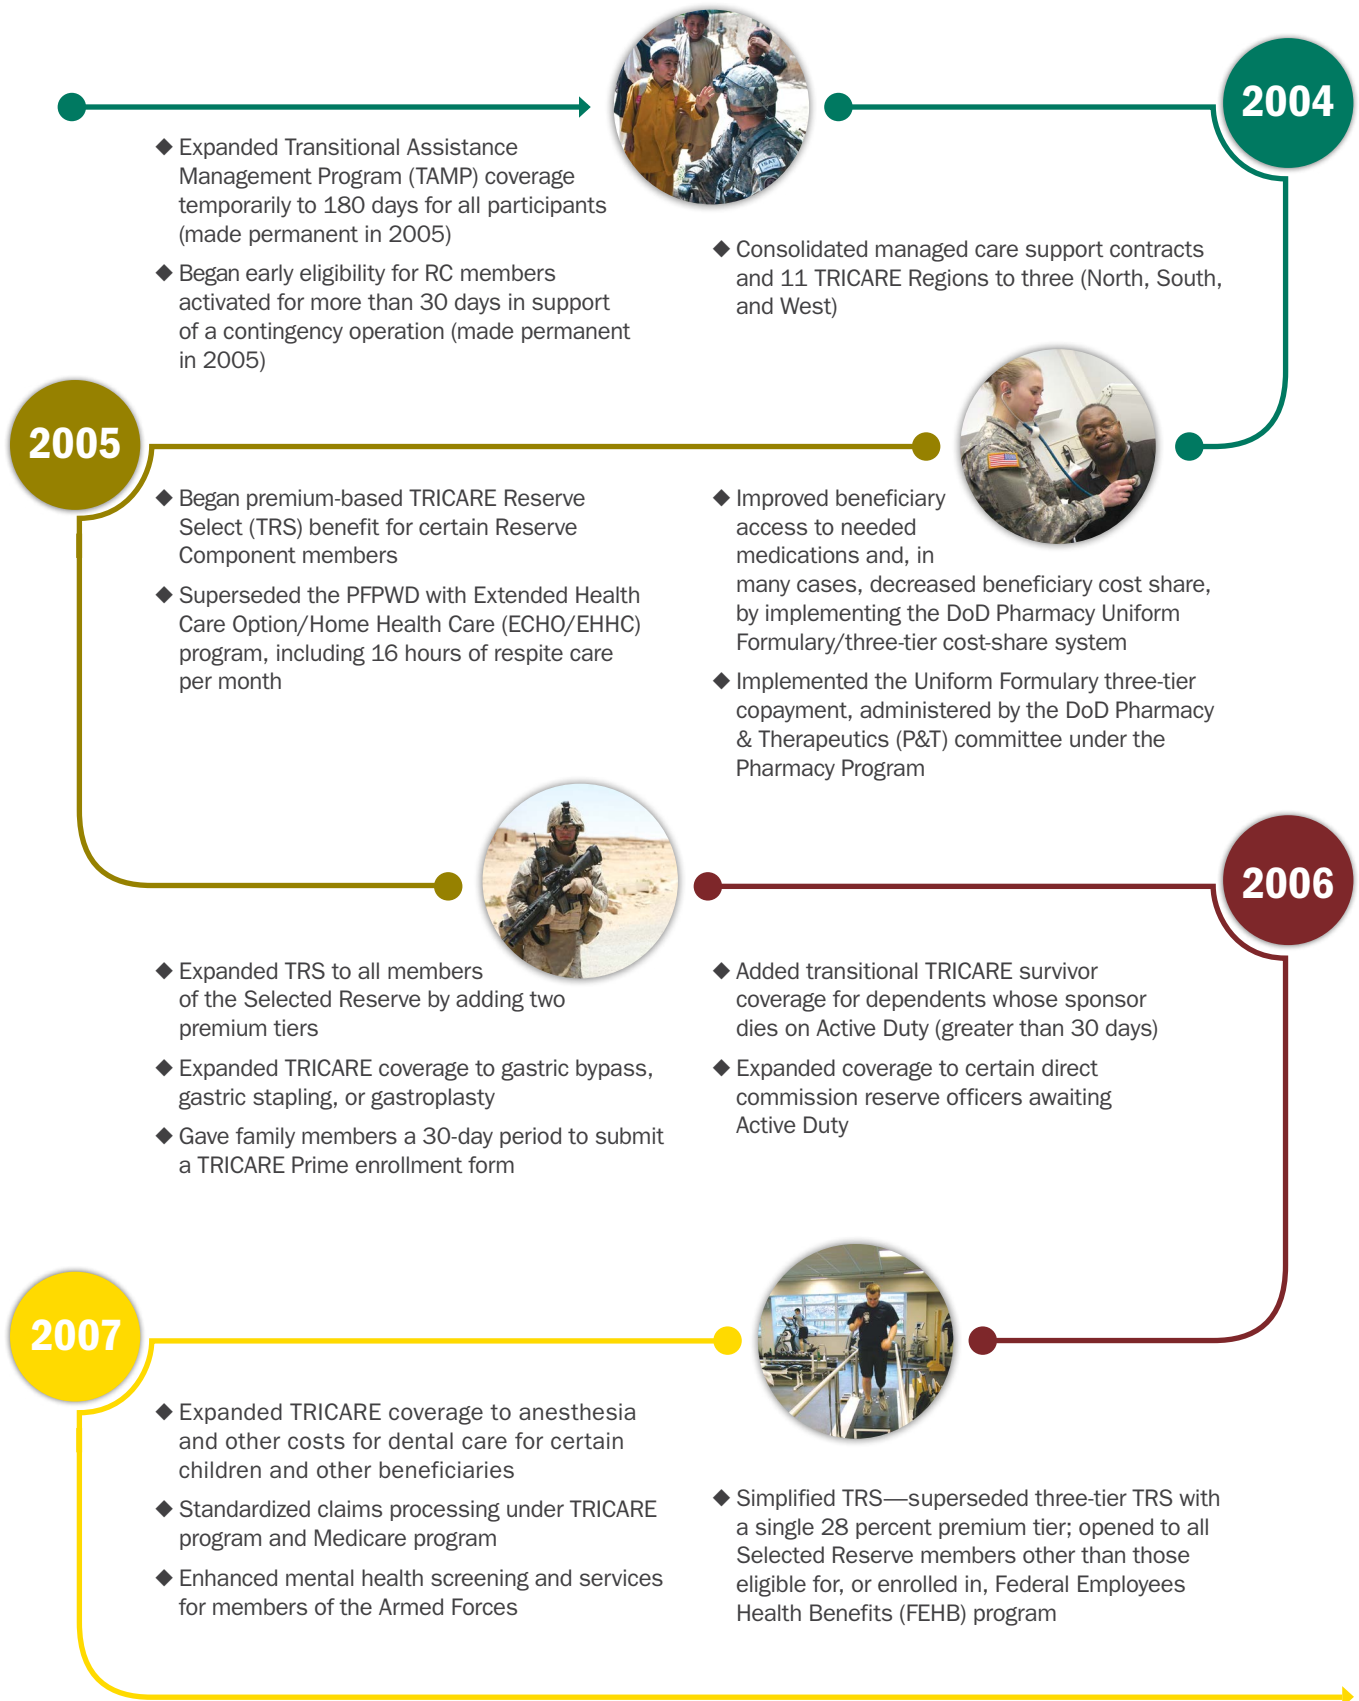 2004
◆ Expanded Transitional Assistance
Management Program (TAMP) coverage
temporarily to 180 days for all participants
(made permanent in 2005)
◆ Began early eligibility for RC members
activated for more than 30 days in support
of a contingency operation (made permanent
in 2005)
◆ Consolidated managed care support contracts
and 11 TRICARE Regions to three (North, South,
and West)
2005
◆ Began premium-based TRICARE Reserve
Select (TRS) benefit for certain Reserve
Component members
◆ Superseded the PFPWD with Extended Health
Care Option/Home Health Care (ECHO/EHHC)
program, including 16 hours of respite care
per month
◆ Improved beneficiary
access to needed
medications and, in
many cases, decreased beneficiary cost share,
by implementing the DoD Pharmacy Uniform
Formulary/three-tier cost-share system
◆ Implemented the Uniform Formulary three-tier
copayment, administered by the DoD Pharmacy
& Therapeutics (P&T) committee under the
Pharmacy Program
2006
◆ Expanded TRS to all members
of the Selected Reserve by adding two
premium tiers
◆ Expanded TRICARE coverage to gastric bypass,
gastric stapling, or gastroplasty
◆ Gave family members a 30-day period to submit
a TRICARE Prime enrollment form
◆ Added transitional TRICARE survivor
coverage for dependents whose sponsor
dies on Active Duty (greater than 30 days)
◆ Expanded coverage to certain direct
commission reserve officers awaiting
Active Duty
2007
◆ Expanded TRICARE coverage to anesthesia
and other costs for dental care for certain
children and other beneficiaries
◆ Standardized claims processing under TRICARE
program and Medicare program
◆ Enhanced mental health screening and services
for members of the Armed Forces
◆ Simplified TRS—superseded three-tier TRS with
a single 28 percent premium tier; opened to all
Selected Reserve members other than those
eligible for, or enrolled in, Federal Employees
Health Benefits (FEHB) program